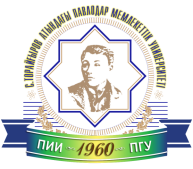 С.ТОРАЙҒЫРОВ АТЫНДАҒЫ ПАВЛОДАР МЕМЛЕКЕТТІК УНИВЕРСИТЕТІ
ПИИ 1960 ПГУ